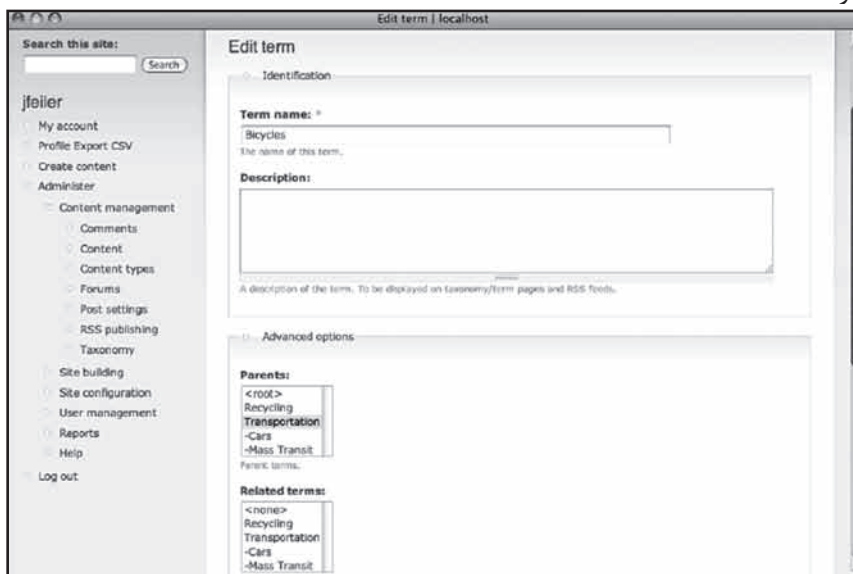 Edit term | localhost
Search this site:
Search
jfeiler
My account
Profile Export CSV
Create content
Administer
Content management
Comments
Content
Content types
Forums
Post settings
RSS publishing
Taxonomy
Site building
Site configuration
User management
Reports
Help
Log out
Edit term
Identification
Term name: *
Bicycles
The name of this term.
Description:
A description of the term. To be displayed on taxonomy/term pages and RSS feeds.
Advanced options
Parents:
<root>
Recycling
Transportation
-Cars
-Mass Transit
Parent terms.
Related terms:
<none>
Recycling
Transportation
-Cars
-Mass Transit